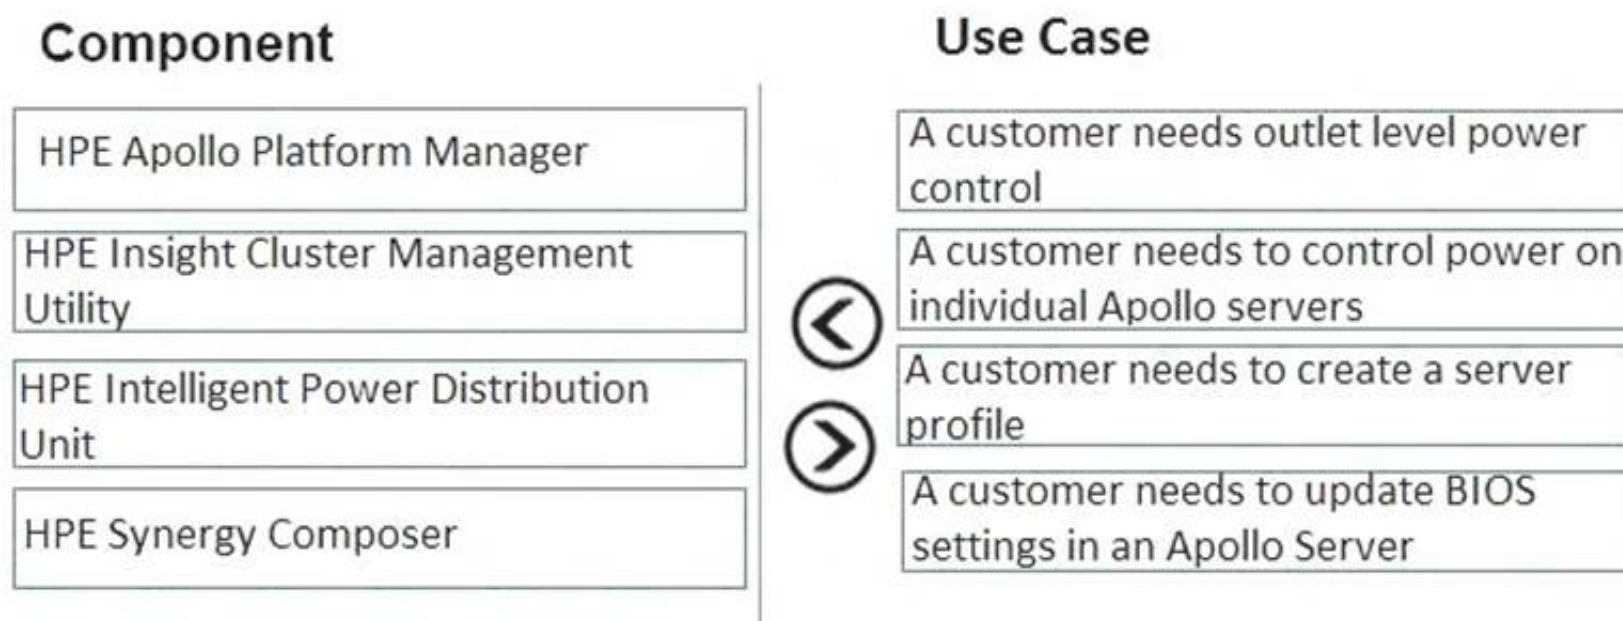 Component
Use Case
HPE Apollo Platform Manager
HPE Insight Cluster Management
Utility
HPE Intelligent Power Distribution
Unit
HPE Synergy Composer
A customer needs outlet level power
control
A customer needs to control power on
individual Apollo servers
A customer needs to create a server
profile
A customer needs to update BIOS
settings in an Apollo Server